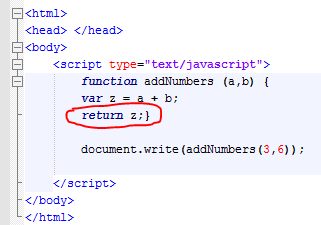 <html>
<head> </head>
<body>
<script type="text/javascript">
function addNumbers (a,b) {
var z = a + b;
return z;}
document.write(addNumbers(3,6));
</script>
</body>
</html>